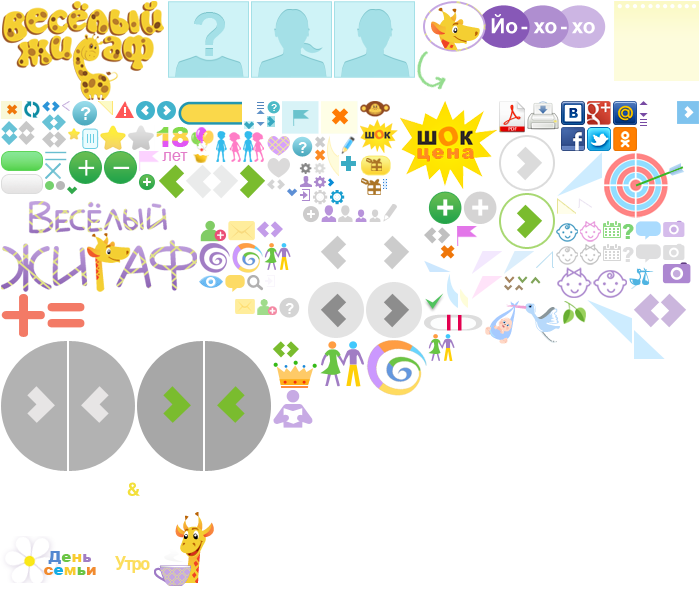 Весёлый
Жираф
?
Йо - хо - хо
?
?
18
лет
?
ШОК
ШОК
цена
PDF
B
g+
@
f
Весёлый
ЖИРАФ
?
?
?
&
День
семьи
Утро